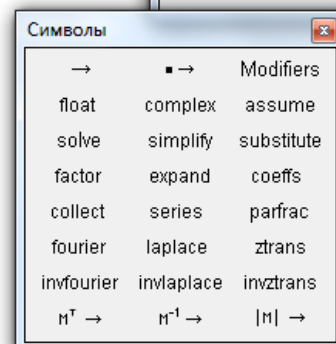 Символы
→ ▪ → Modifiers
float complex assume
solve simplify substitute
factor expand coeffs
collect series parfrac
fourier laplace ztrans
invfourier invlaplace invztrans
Mᵀ → M⁻¹ → |M| →